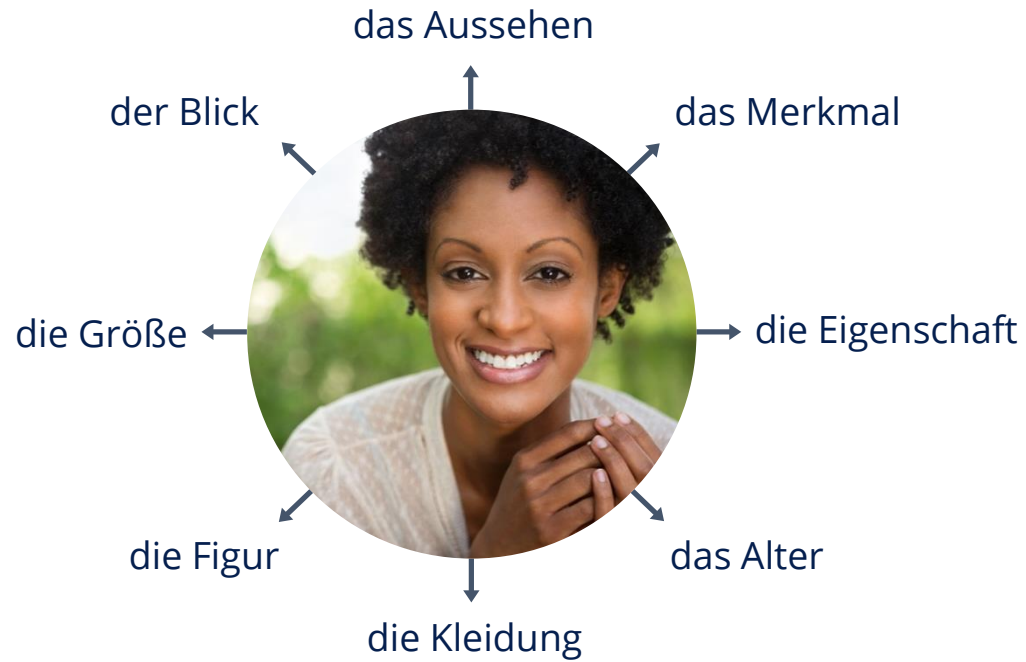 das Aussehen
der Blick
das Merkmal
die Größe
die Eigenschaft
die Figur
das Alter
die Kleidung